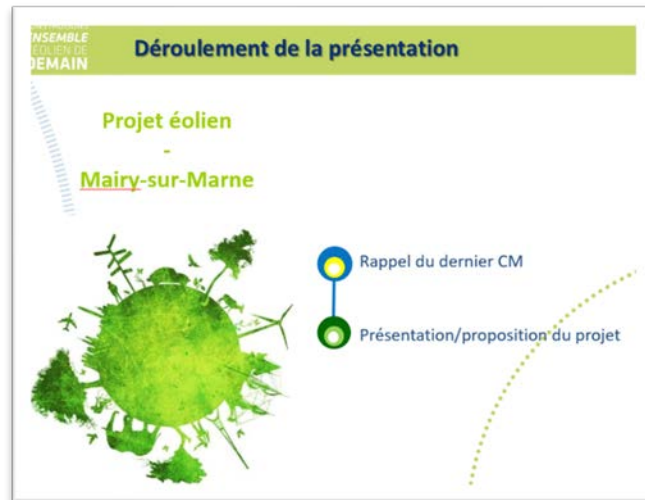 ENSEMBLE
ÉOLIEN DE
DEMAIN
Déroulement de la présentation
Projet éolien
-
Mairy-sur-Marne
Rappel du dernier CM
Présentation/proposition du projet